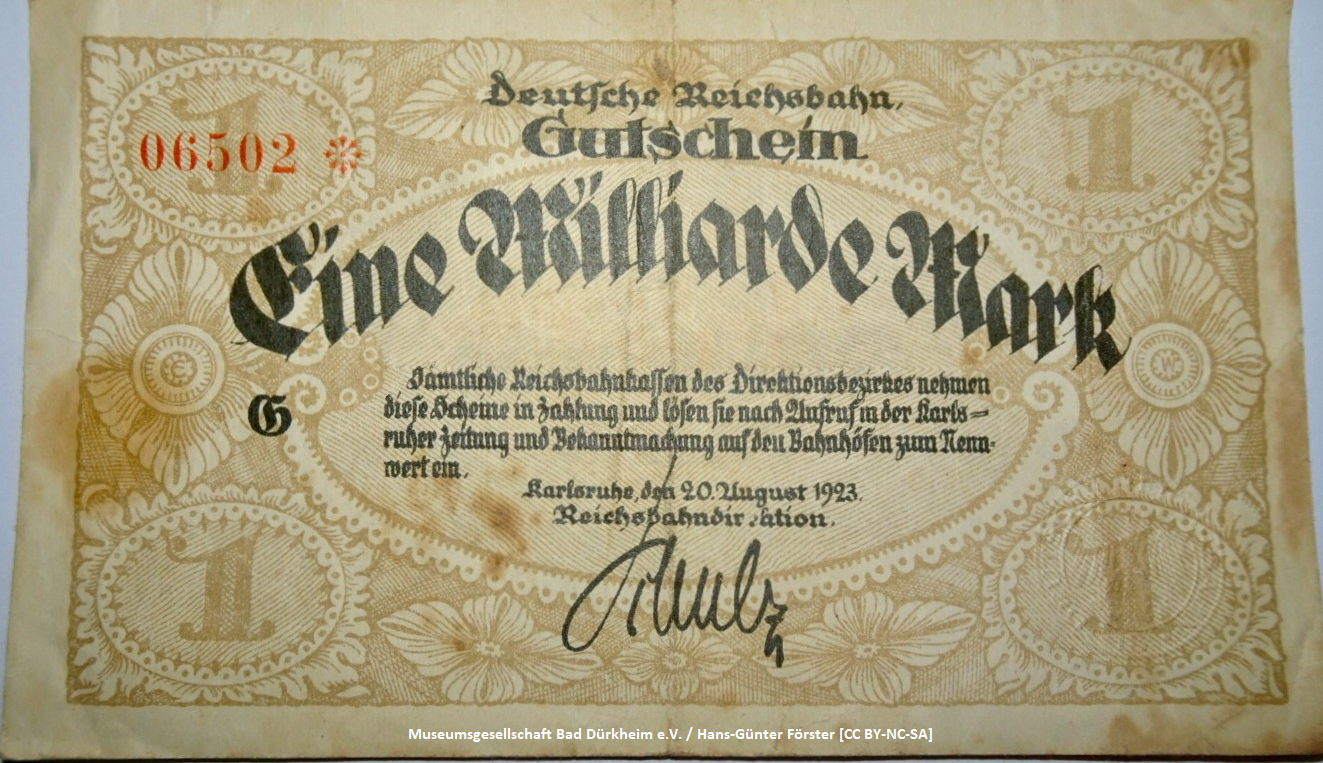 Deutsche Reichsbahn.
Gutschein
06502 *
1
1
Eine Milliarde Mark
Sämtliche Reichsbahnkassen des Direktionsbezirkes nehmen
diese Scheine in Zahlung und lösen sie nach Aufruf in der Karls=
ruher Zeitung und Bekanntmachung auf den Bahnhöfen zum Nenn-
wert ein.
G
Karlsruhe, den 20. August 1923.
Reichsbahndirektion.
Schulz
1
1
Museumsgesellschaft Bad Dürkheim e.V. / Hans-Günter Förster [CC BY-NC-SA]